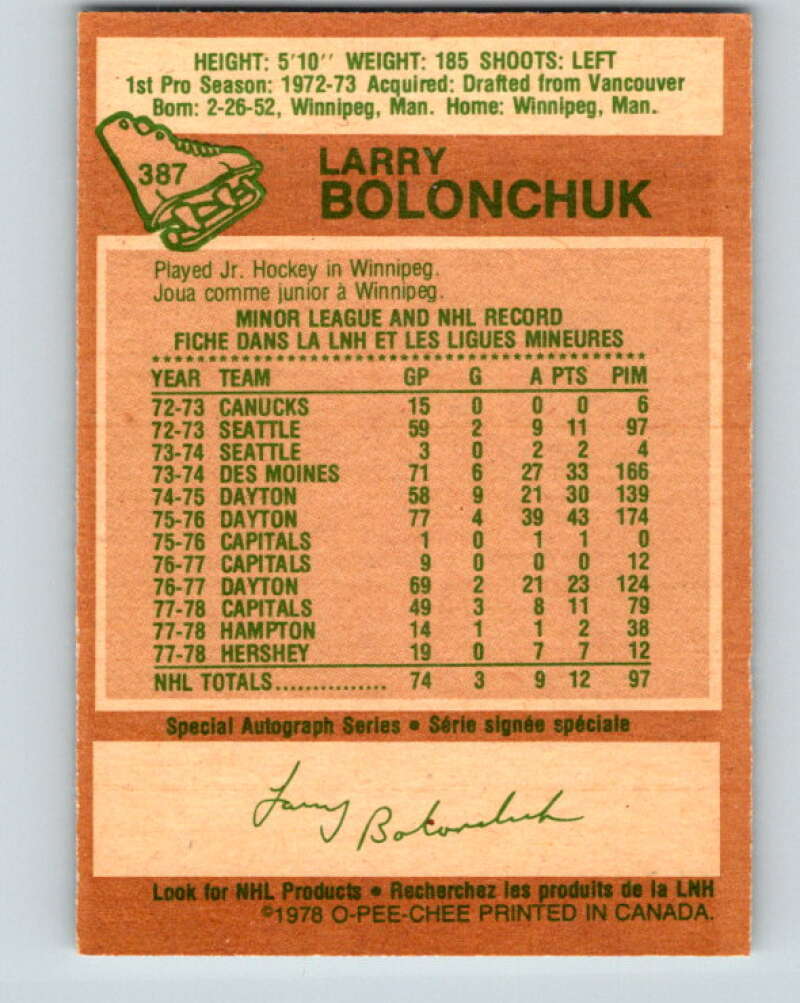 HEIGHT: 5'10'' WEIGHT: 185 SHOOTS: LEFT
1st Pro Season: 1972-73 Acquired: Drafted from Vancouver
Born: 2-26-52, Winnipeg, Man. Home: Winnipeg, Man.
387
LARRY
BOLONCHUK
Played Jr. Hockey in Winnipeg.
Joua comme junior à Winnipeg.
MINOR LEAGUE AND NHL RECORD
FICHE DANS LA LNH ET LES LIGUES MINEURES
YEAR TEAM GP G A PTS PIM
72-73 CANUCKS 15 0 0 0 6
72-73 SEATTLE 59 2 9 11 97
73-74 SEATTLE 3 0 2 2 4
73-74 DES MOINES 71 6 27 33 166
74-75 DAYTON 58 9 21 30 139
75-76 DAYTON 77 4 39 43 174
75-76 CAPITALS 1 0 1 1 0
76-77 CAPITALS 9 0 0 0 12
76-77 DAYTON 69 2 21 23 124
77-78 CAPITALS 49 3 8 11 79
77-78 HAMPTON 14 1 1 2 38
77-78 HERSHEY 19 0 7 7 12
NHL TOTALS............... 74 3 9 12 97
Special Autograph Series • Série signée spéciale
Larry Bolonchuk
Look for NHL Products • Recherchez les produits de la LNH
©1978 O-PEE-CHEE PRINTED IN CANADA.